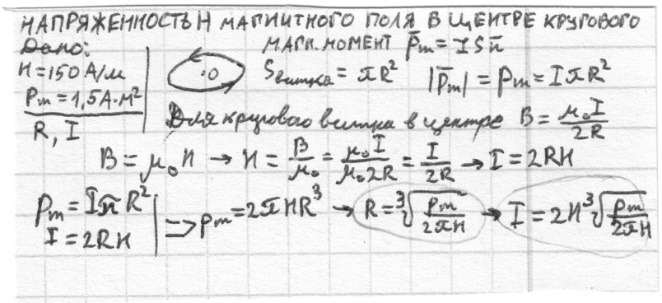 НАПРЯЖЕННОСТЬ H МАГНИТНОГО ПОЛЯ В ЦЕНТРЕ КРУГОВОГО
Дано: МАГН. МОМЕНТ p̄m = ISn̄
H = 150 А/м ·0 Sвитка = πR² |p̄m| = pm = IπR²
pm = 1,5 А·м²
R, I Для кругового витка в центре B = μ₀I/2R
B = μ₀H → H = B/μ₀ = μ₀I/μ₀2R = I/2R → I = 2RH
pm = IπR² ⇒ pm = 2πHR³ → R = ∛(pm/2πH) → I = 2H∛(pm/2πH)
I = 2RH